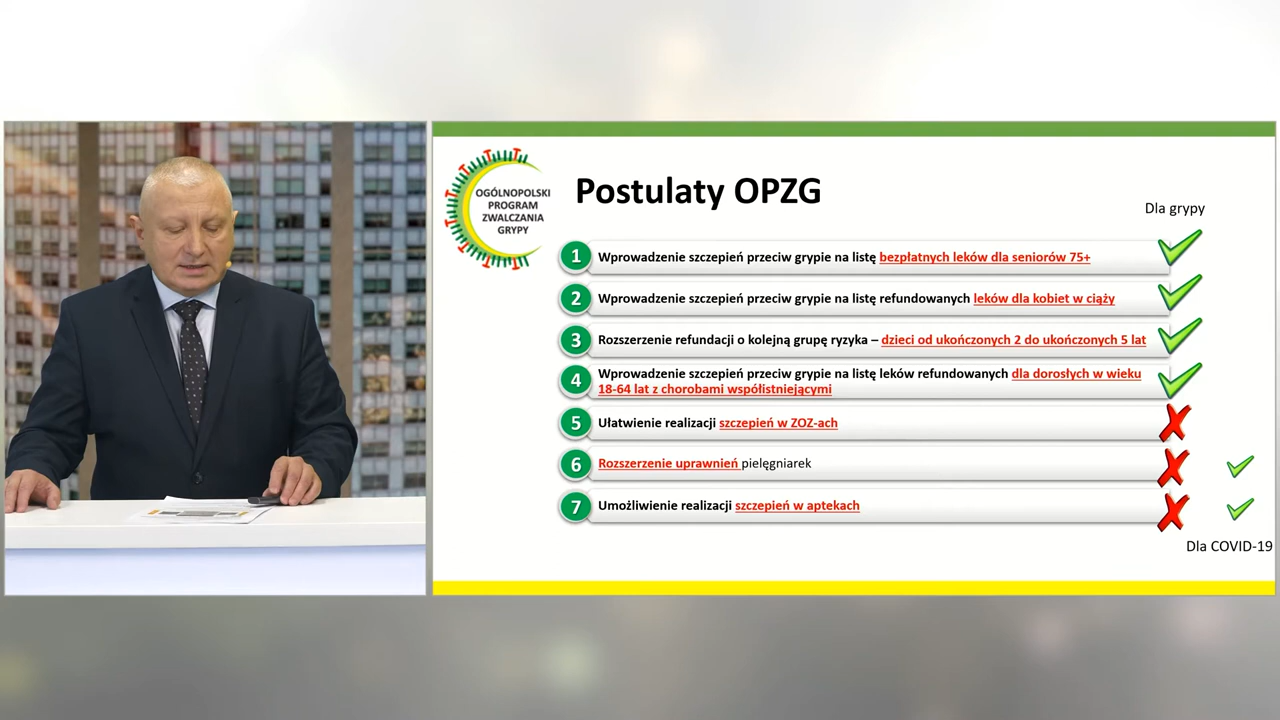 OGÓLNOPOLSKI
PROGRAM
ZWALCZANIA
GRYPY
Postulaty OPZG
Dla grypy
1 Wprowadzenie szczepień przeciw grypie na listę bezpłatnych leków dla seniorów 75+
2 Wprowadzenie szczepień przeciw grypie na listę refundowanych leków dla kobiet w ciąży
3 Rozszerzenie refundacji o kolejną grupę ryzyka – dzieci od ukończonych 2 do ukończonych 5 lat
4 Wprowadzenie szczepień przeciw grypie na listę leków refundowanych dla dorosłych w wieku
18-64 lat z chorobami współistniejącymi
5 Ułatwienie realizacji szczepień w ZOZ-ach
6 Rozszerzenie uprawnień pielęgniarek
7 Umożliwienie realizacji szczepień w aptekach
Dla COVID-19